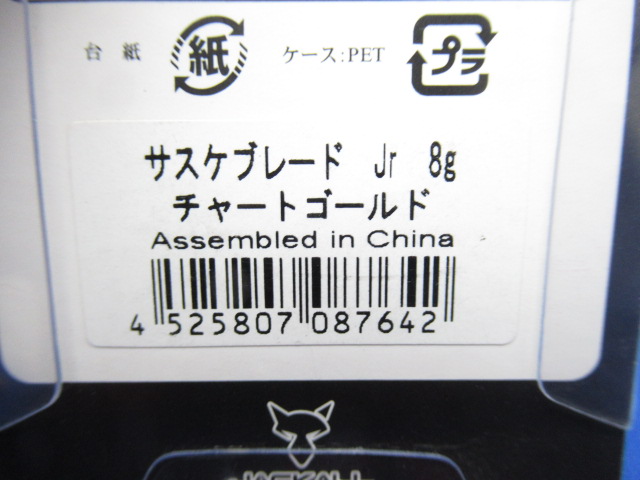 台紙 紙 ケース:PET プラ
サスケブレード Jr 8g
チャートゴールド
Assembled in China
4 525807 087642